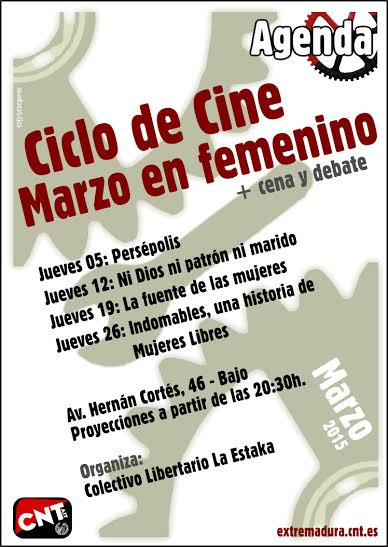 Agenda
sabotujo
Ciclo de Cine
Marzo en femenino
+ cena y debate
Jueves 05: Persépolis
Jueves 12: Ni Dios ni patrón ni marido
Jueves 19: La fuente de las mujeres
Jueves 26: Indomables, una historia de
Mujeres Libres
Av. Hernán Cortés, 46 - Bajo
Proyecciones a partir de las 20:30h.
Marzo
2015
Organiza:
Colectivo Libertario La Estaka
CNT
extremadura.cnt.es